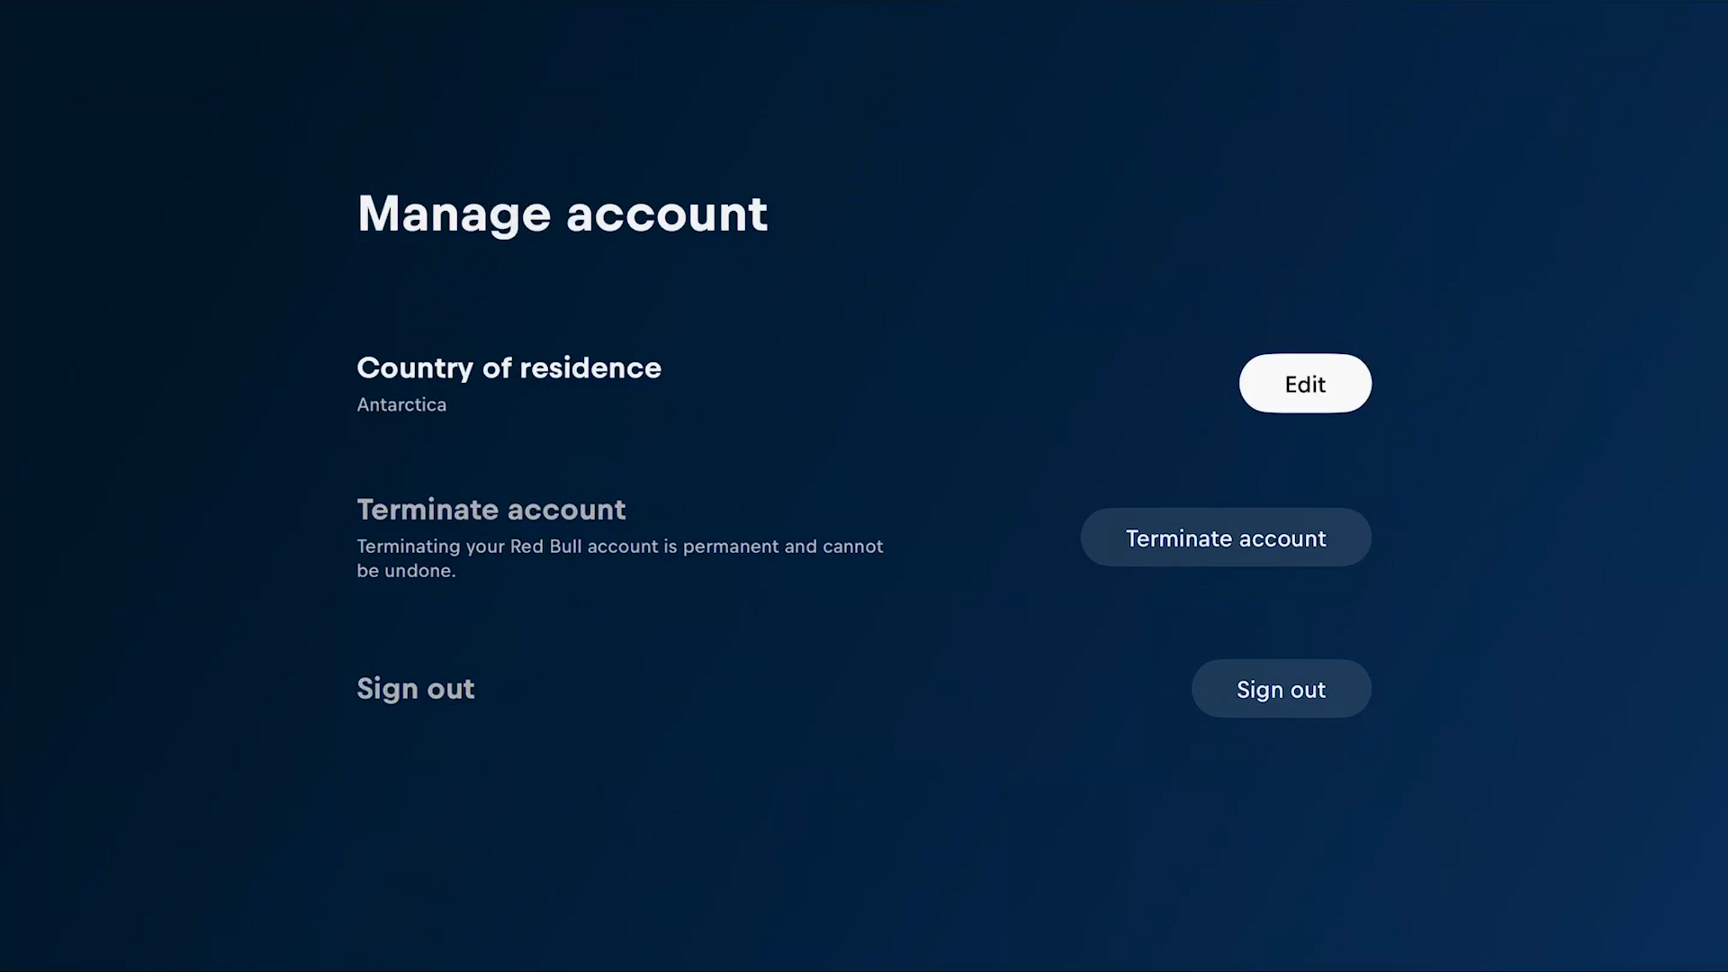 Manage account
Country of residence
Antarctica
Edit
Terminate account
Terminating your Red Bull account is permanent and cannot
be undone.
Terminate account
Sign out
Sign out